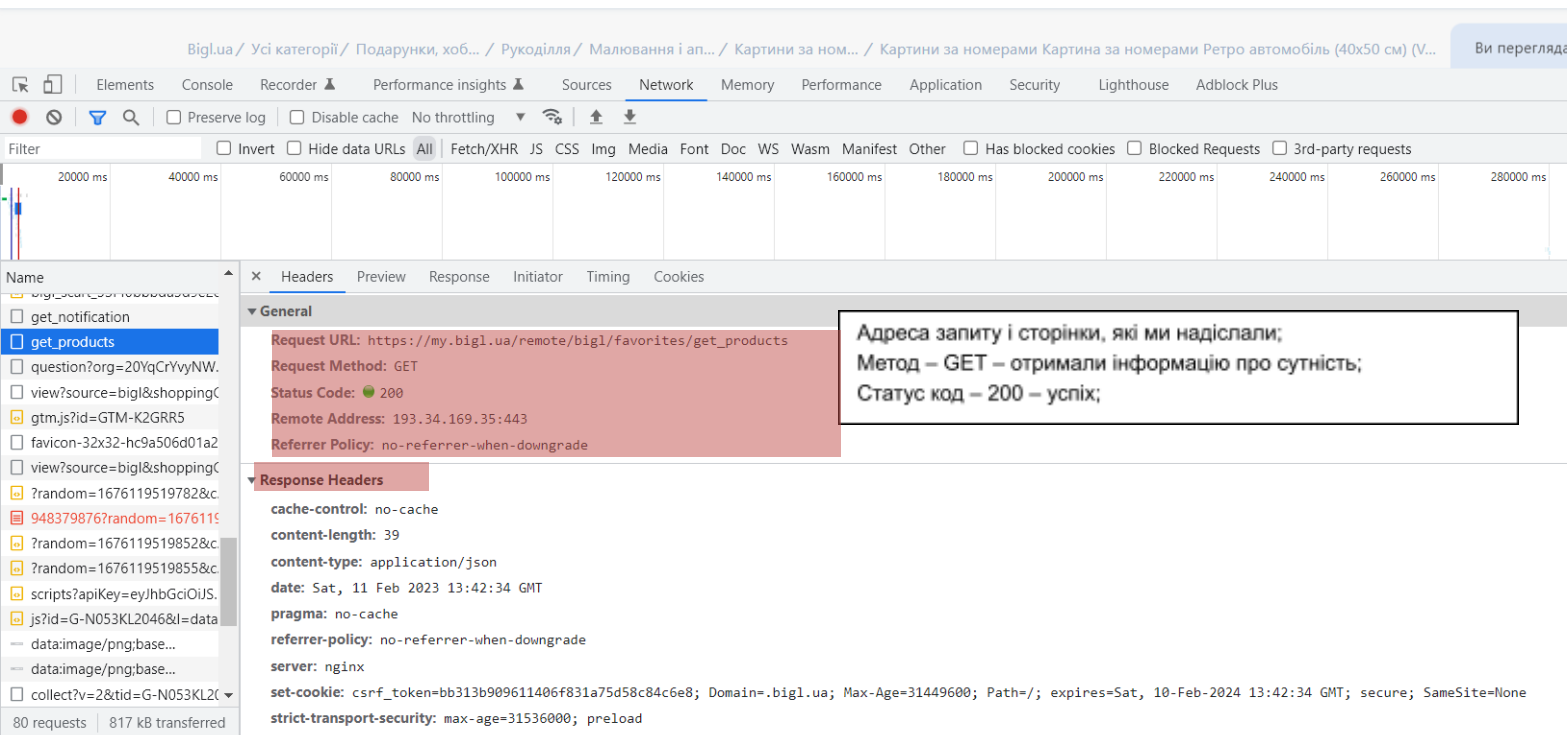 Bigl.ua / Усі категорії / Подарунки, хоб... / Рукоділля / Малювання і ап... / Картини за ном... / Картини за номерами Картина за номерами Ретро автомобіль (40х50 см) (V...
Ви перегляда
Elements Console Recorder Performance insights Sources Network Memory Performance Application Security Lighthouse Adblock Plus
Preserve log Disable cache No throttling
Filter Invert Hide data URLs All Fetch/XHR JS CSS Img Media Font Doc WS Wasm Manifest Other Has blocked cookies Blocked Requests 3rd-party requests
20000 ms 40000 ms 60000 ms 80000 ms 100000 ms 120000 ms 140000 ms 160000 ms 180000 ms 200000 ms 220000 ms 240000 ms 260000 ms 280000 ms
Name
get_notification
get_products
question?org=20YqCrYvyNW.
view?source=bigl&shoppingC
gtm.js?id=GTM-K2GRR5
favicon-32x32-hc9a506d01a2
view?source=bigl&shoppingC
?random=1676119519782&c.
948379876?random=1676119
?random=1676119519852&c.
?random=1676119519855&c.
scripts?apiKey=eyJhbGciOiJS.
js?id=G-N053KL2046&l=data
data:image/png;base...
data:image/png;base...
collect?v=2&tid=G-N053KL20
80 requests 817 kB transferred
Headers Preview Response Initiator Timing Cookies
General
Request URL: https://my.bigl.ua/remote/bigl/favorites/get_products
Request Method: GET
Status Code: 200
Remote Address: 193.34.169.35:443
Referrer Policy: no-referrer-when-downgrade
Адреса запиту і сторінки, які ми надіслали;
Метод – GET – отримали інформацію про сутність;
Статус код – 200 – успіх;
Response Headers
cache-control: no-cache
content-length: 39
content-type: application/json
date: Sat, 11 Feb 2023 13:42:34 GMT
pragma: no-cache
referrer-policy: no-referrer-when-downgrade
server: nginx
set-cookie: csrf_token=bb313b909611406f831a75d58c84c6e8; Domain=.bigl.ua; Max-Age=31449600; Path=/; expires=Sat, 10-Feb-2024 13:42:34 GMT; secure; SameSite=None
strict-transport-security: max-age=31536000; preload